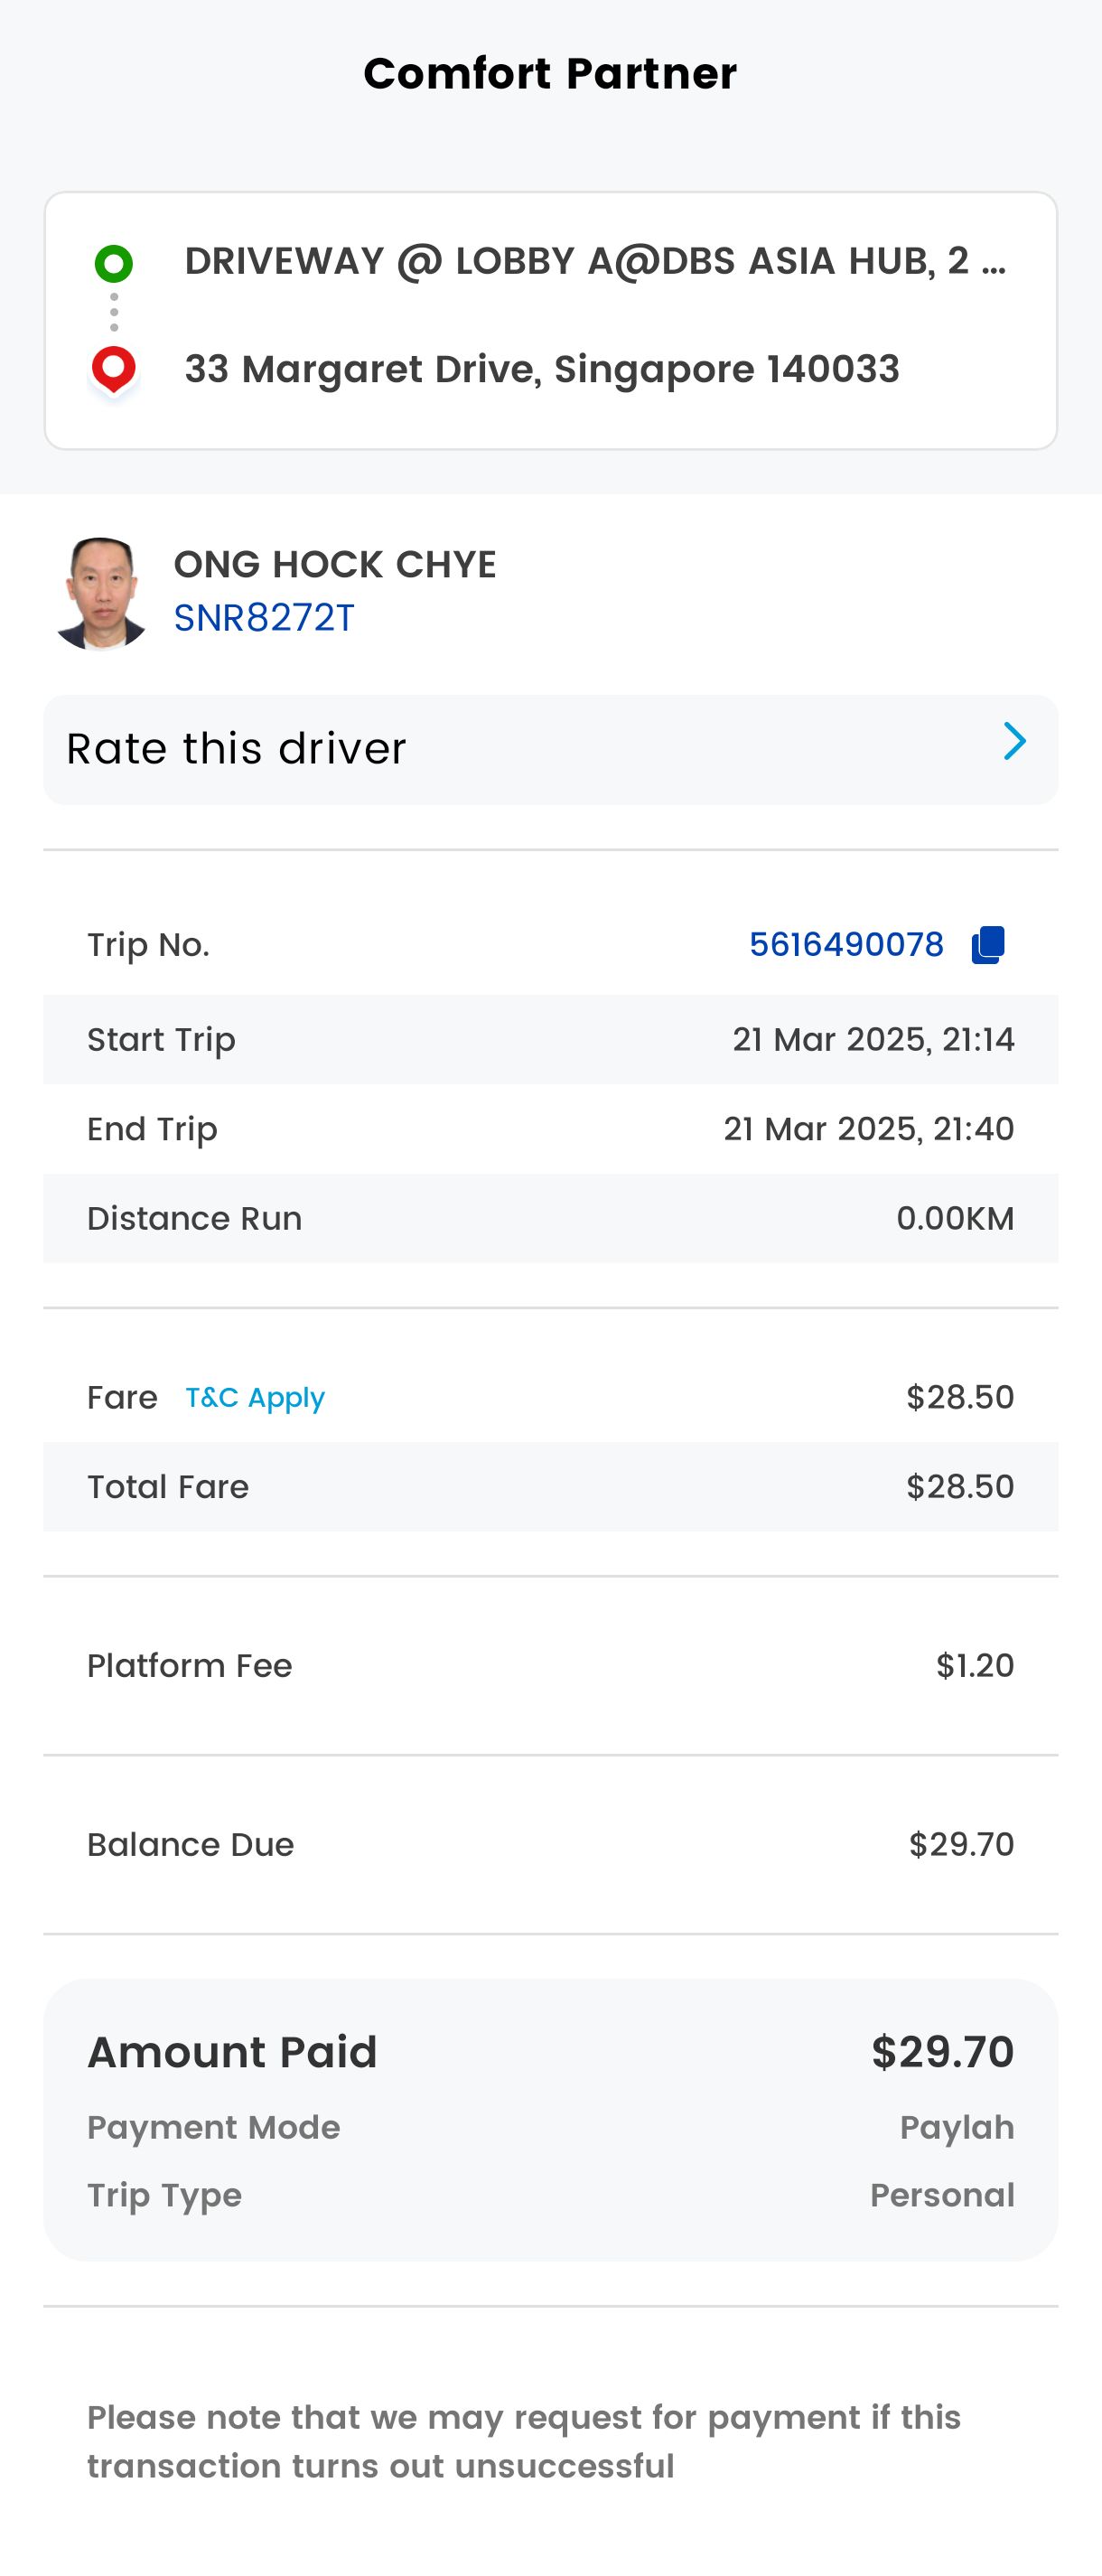 Comfort Partner
DRIVEWAY @ LOBBY A@DBS ASIA HUB, 2 ...
33 Margaret Drive, Singapore 140033
ONG HOCK CHYE
SNR8272T
Rate this driver
Trip No. 5616490078
Start Trip 21 Mar 2025, 21:14
End Trip 21 Mar 2025, 21:40
Distance Run 0.00KM
Fare T&C Apply $28.50
Total Fare $28.50
Platform Fee $1.20
Balance Due $29.70
Amount Paid $29.70
Payment Mode Paylah
Trip Type Personal
Please note that we may request for payment if this
transaction turns out unsuccessful